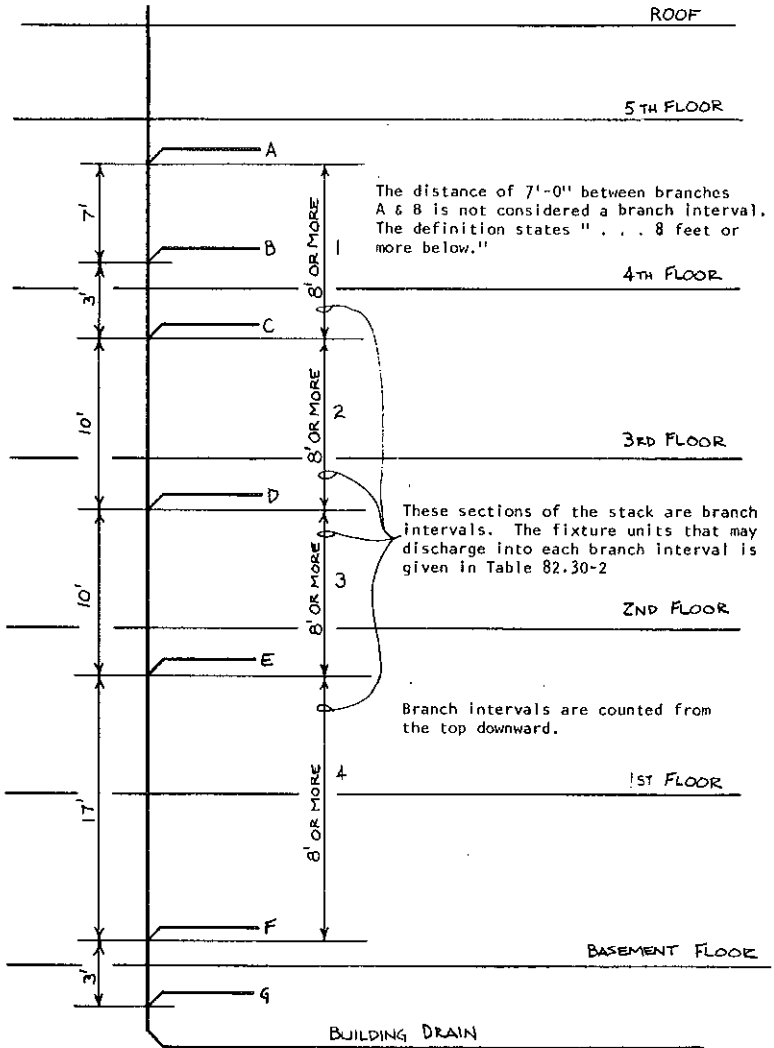 ROOF
5TH FLOOR
A
7'
8' OR MORE
1
The distance of 7'-0" between branches
A & B is not considered a branch interval.
The definition states " . . . 8 feet or
more below."
B
4TH FLOOR
3'
C
10'
8' OR MORE
2
3RD FLOOR
D
These sections of the stack are branch
intervals. The fixture units that may
discharge into each branch interval is
given in Table 82.30-2
10'
8' OR MORE
3
2ND FLOOR
E
Branch intervals are counted from
the top downward.
17'
8' OR MORE
4
1ST FLOOR
F
BASEMENT FLOOR
3'
G
BUILDING DRAIN